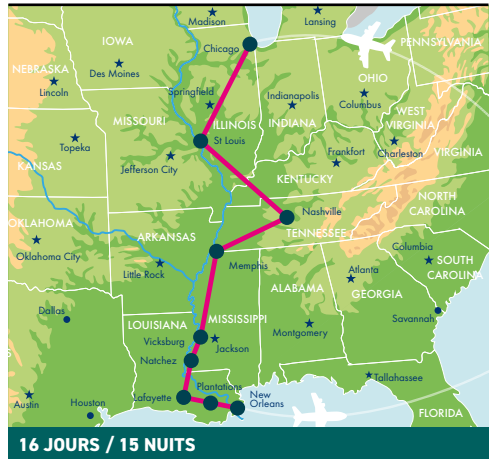 Madison
Lansing
Chicago
IOWA
PENNSYLVANIA
NEBRASKA
Des Moines
Lincoln
OHIO
Columbus
Springfield
Indianapolis
ILLINOIS
INDIANA
WEST
VIRGINIA
MISSOURI
Topeka
St Louis
Frankfort
Charleston
VIRGINIA
KANSAS
Jefferson City
KENTUCKY
NORTH
CAROLINA
Nashville
TENNESSEE
OKLAHOMA
Oklahoma City
ARKANSAS
Little Rock
Memphis
Columbia
SOUTH
CAROLINA
Atlanta
ALABAMA
GEORGIA
Dallas
LOUISIANA
MISSISSIPPI
Savannah
Vicksburg
Jackson
Montgomery
Natchez
Tallahassee
Austin
Houston
Lafayette
Plantations
New
Orleans
FLORIDA
16 JOURS / 15 NUITS